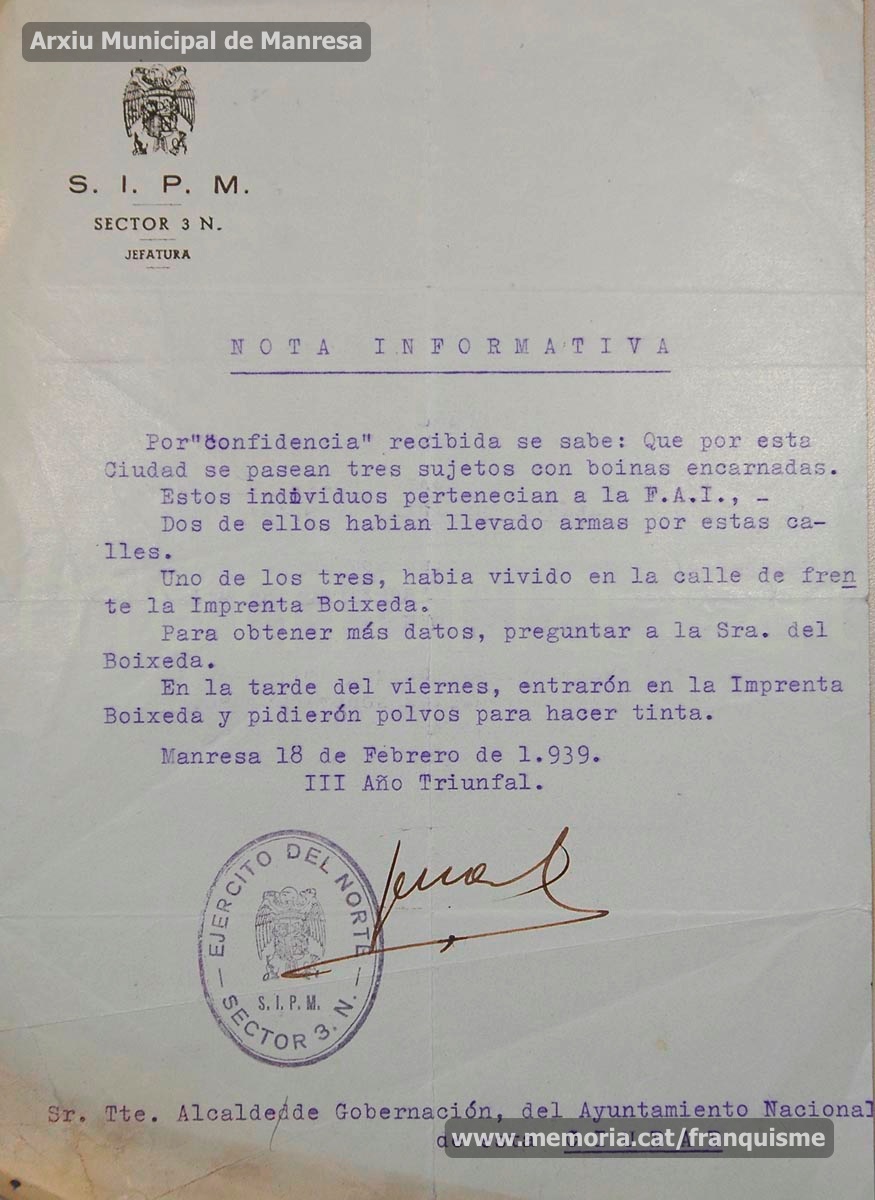 Arxiu Municipal de Manresa
S. I. P. M.
SECTOR 3 N.
JEFATURA
NOTA INFORMATIVA
Por"confidencia" recibida se sabe: Que por esta
Ciudad se pasean tres sujetos con boinas encarnadas.
Estos individuos pertenecian a la F.A.I., -
Dos de ellos habian llevado armas por estas ca-
lles.
Uno de los tres, habia vivido en la calle de fren
te la Imprenta Boixeda.
Para obtener más datos, preguntar a la Sra. del
Boixeda.
En la tarde del viernes, entrarón en la Imprenta
Boixeda y pidierón polvos para hacer tinta.
Manresa 18 de Febrero de 1.939.
III Año Triunfal.
EJERCITO DEL NORTE
S.I.P.M.
SECTOR 3. N.
Sr. Tte. Alcalde de Gobernación, del Ayuntamiento Nacional
www.memoria.cat/franquisme